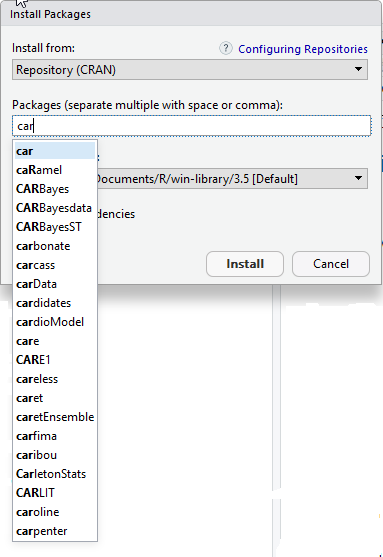 Install Packages
Install from:
? Configuring Repositories
Repository (CRAN)
Packages (separate multiple with space or comma):
car
car
caRamel
:
CARBayes
Documents/R/win-library/3.5 [Default]
CARBayesdata
CARBayesST
dencies
carbonate
carcass
Install
Cancel
carData
cardidates
cardioModel
care
CARE1
careless
caret
caretEnsemble
carfima
caribou
CarletonStats
CARLIT
caroline
carpenter